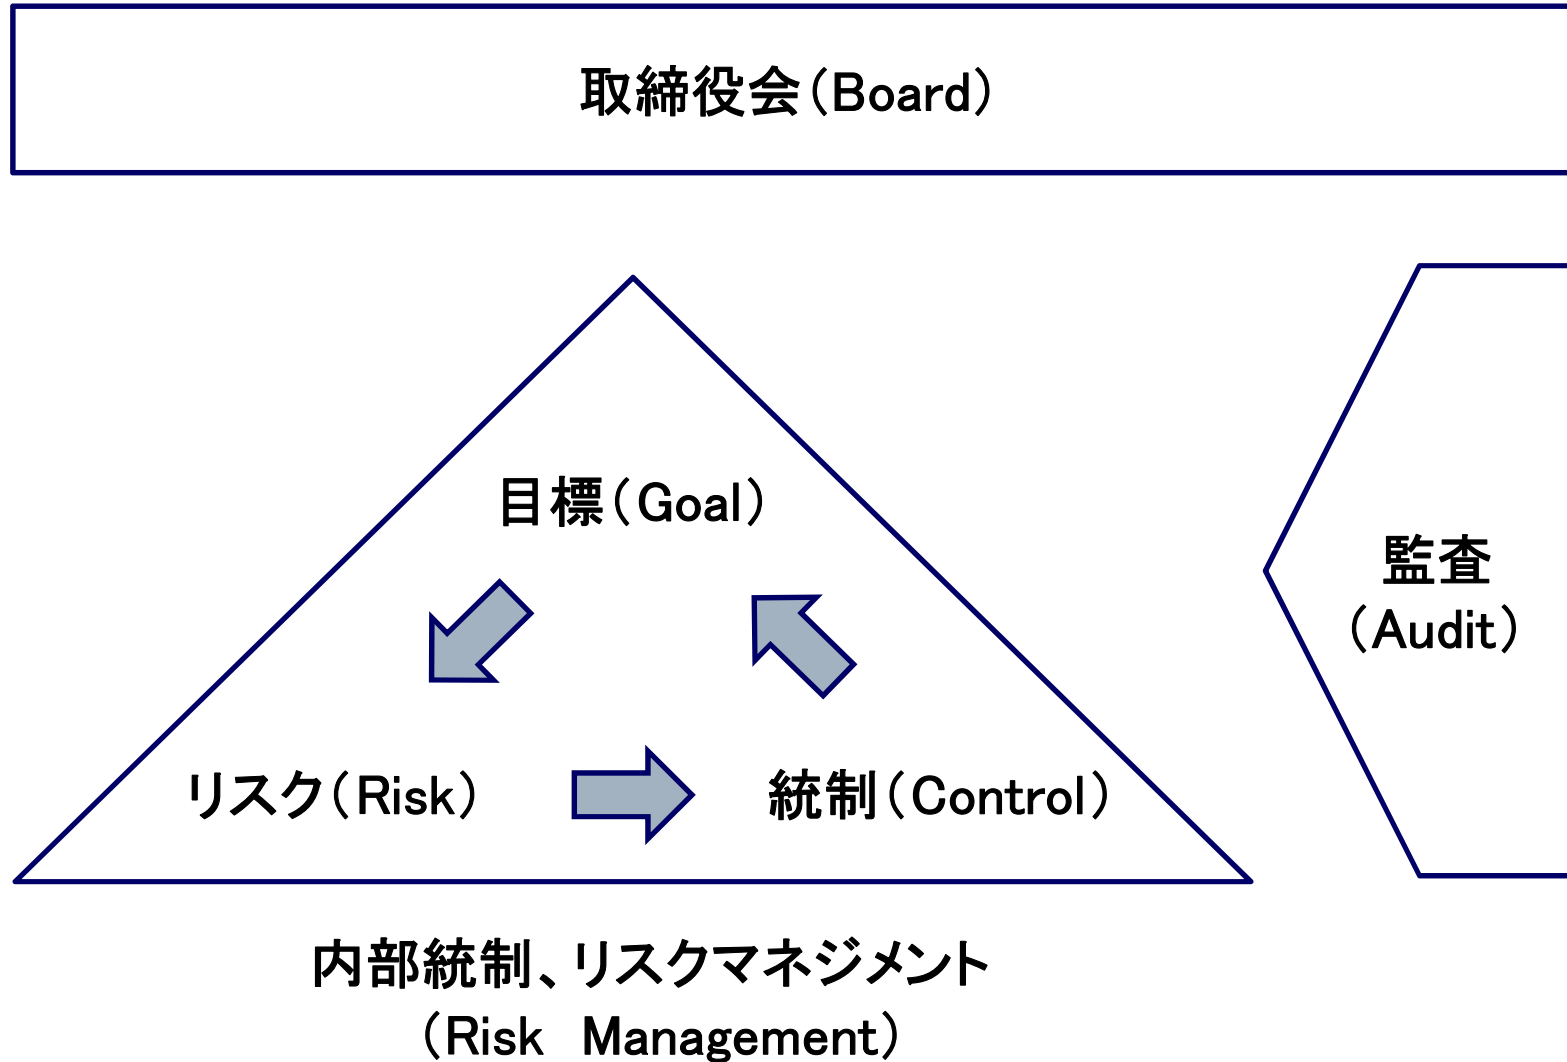 取締役会（Board）
目標（Goal）
監査
（Audit）
リスク（Risk）
統制（Control）
内部統制、リスクマネジメント
（Risk　Management）